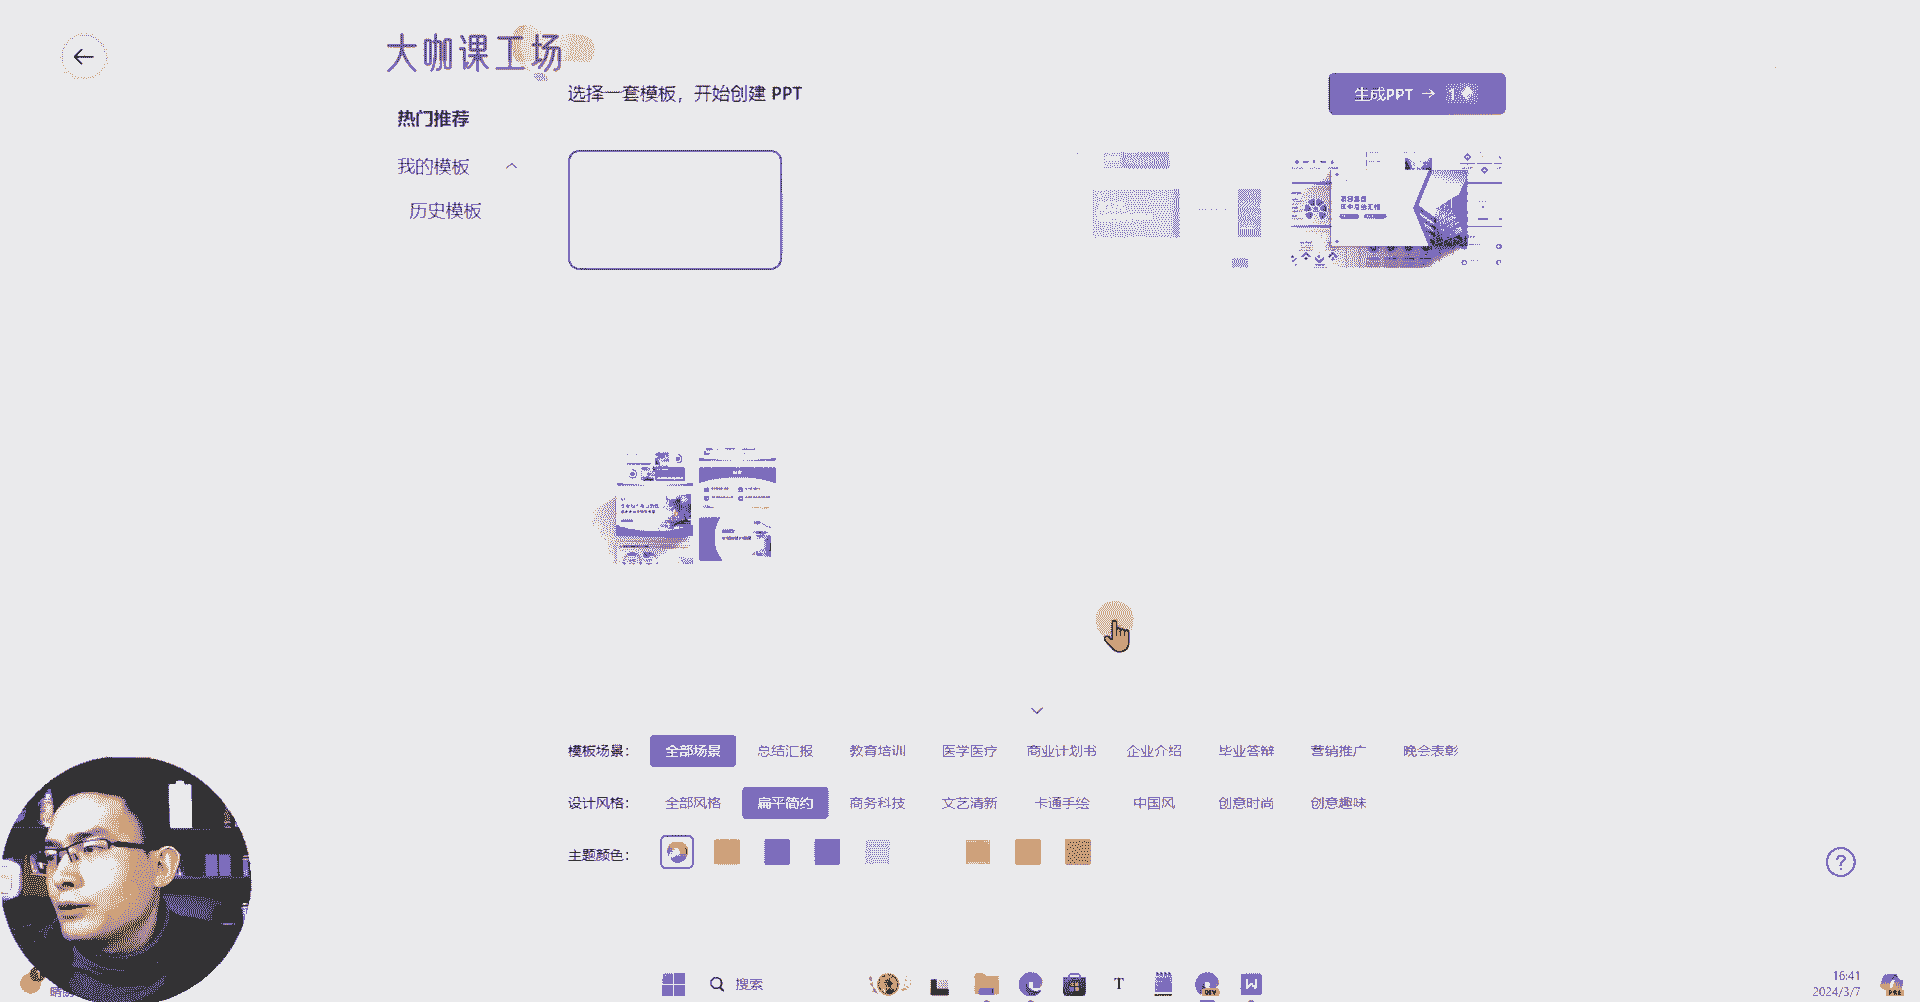 大咖课工场
选择一套模板，开始创建 PPT
生成PPT → 1
热门推荐
我的模板
历史模板
模板场景： 全部场景 总结汇报 教育培训 医学医疗 商业计划书 企业介绍 毕业答辩 营销推广 晚会表彰
设计风格： 全部风格 扁平简约 商务科技 文艺清新 卡通手绘 中国风 创意时尚 创意趣味
主题颜色：
?
搜索
T
W
16:41
2024/3/7